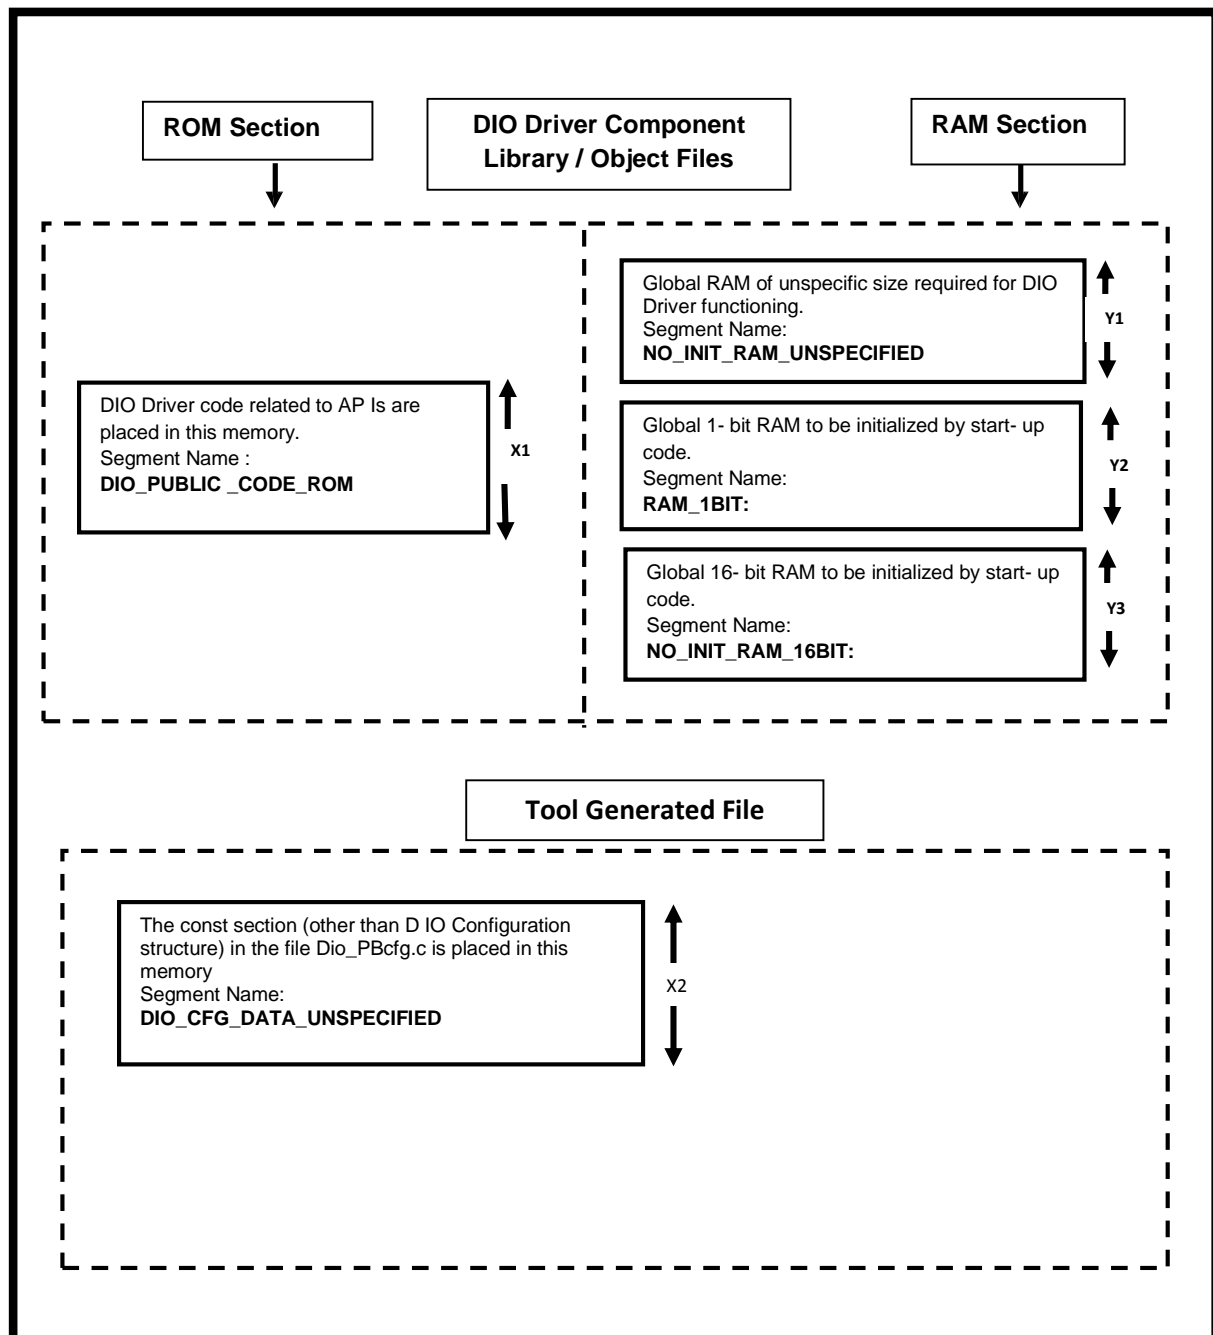 ROM Section
DIO Driver Component
Library / Object Files
RAM Section
Global RAM of unspecific size required for DIO
Driver functioning.
Segment Name:
NO_INIT_RAM_UNSPECIFIED
Y1
DIO Driver code related to AP Is are
placed in this memory.
Segment Name :
DIO_PUBLIC _CODE_ROM
X1
Global 1- bit RAM to be initialized by start- up
code.
Segment Name:
RAM_1BIT:
Y2
Global 16- bit RAM to be initialized by start- up
code.
Segment Name:
NO_INIT_RAM_16BIT:
Y3
Tool Generated File
The const section (other than D IO Configuration
structure) in the file Dio_PBcfg.c is placed in this
memory
Segment Name:
DIO_CFG_DATA_UNSPECIFIED
X2